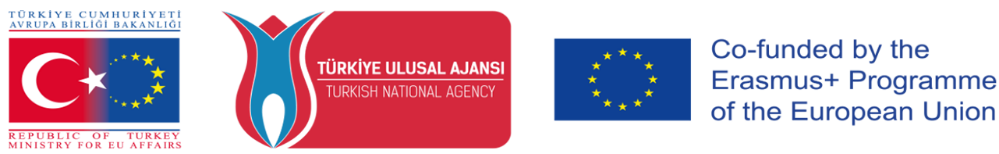 TÜRKİYE CUMHURİYETİ
AVRUPA BİRLİĞİ BAKANLIĞI
REPUBLIC OF TURKEY
MINISTRY FOR EU AFFAIRS
TÜRKİYE ULUSAL AJANSI
TURKISH NATIONAL AGENCY
Co-funded by the
Erasmus+ Programme
of the European Union